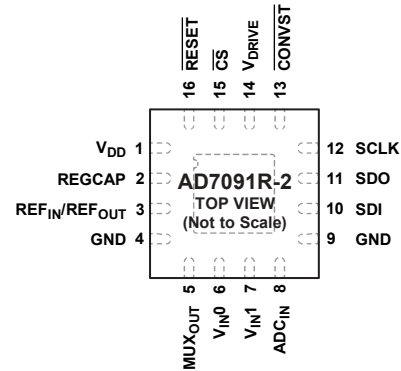 RESET
CS
VDRIVE
CONVST
16
15
14
13
VDD 1
REGCAP 2
REFIN/REFOUT 3
GND 4
AD7091R-2
TOP VIEW
(Not to Scale)
12 SCLK
11 SDO
10 SDI
9 GND
5
6
7
8
MUXOUT
VIN0
VIN1
ADCIN